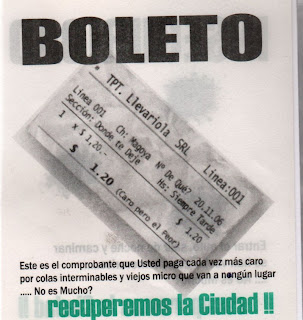 BOLETO
TPT. Llevariola SRL
Línea 001 Ch: Magoya Nº De Qué? 20.11.06 Línea:001
Sección: Donde te Deje Hs. Siempre Tarde
1 x $ 1,20.- $ 1.20
$ 1.20 (Caro pero el Peor)
Este es el comprobante que Usted paga cada vez más caro
por colas interminables y viejos micro que van a nongún lugar
..... No es Mucho?
recuperemos la Ciudad !!